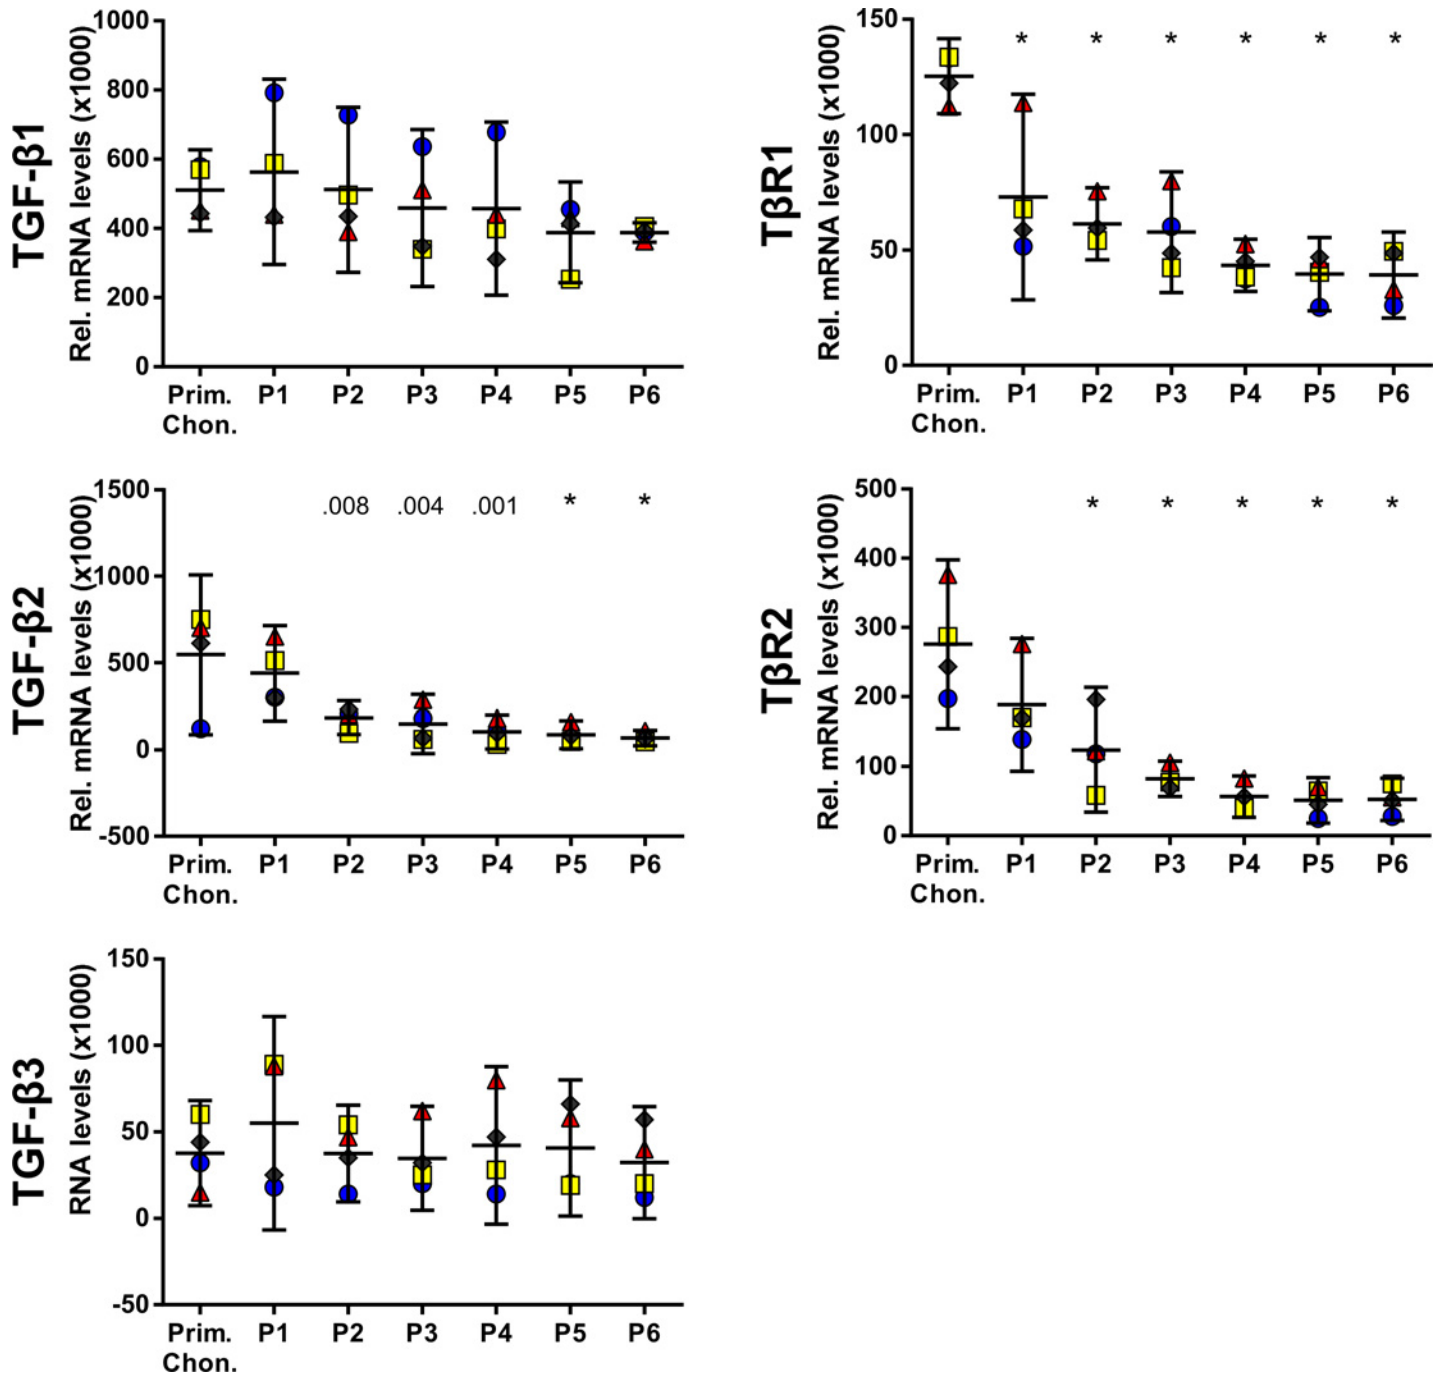 TGF-β1
Rel. mRNA levels (x1000)
1000
800
600
400
200
0
Prim. Chon.
P1
P2
P3
P4
P5
P6
TβR1
Rel. mRNA levels (x1000)
150
100
50
0
* * * * * *
Prim. Chon.
P1
P2
P3
P4
P5
P6
TGF-β2
Rel. mRNA levels (x1000)
1500
1000
500
0
-500
.008 .004 .001 * *
Prim. Chon.
P1
P2
P3
P4
P5
P6
TβR2
Rel. mRNA levels (x1000)
500
400
300
200
100
0
* * * * *
Prim. Chon.
P1
P2
P3
P4
P5
P6
TGF-β3
RNA levels (x1000)
150
100
50
0
-50
Prim. Chon.
P1
P2
P3
P4
P5
P6